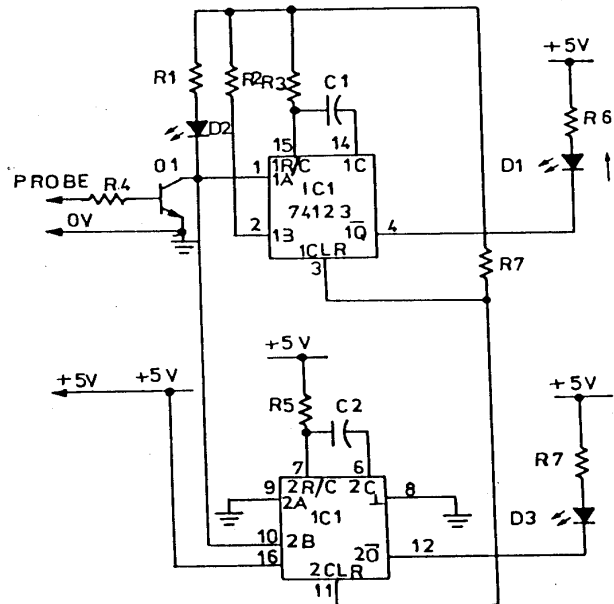 +5V
R1
R2
R3
C1
R6
D2
15
14
D1
O1
1R/C
1C
1
1A
PROBE
R4
IC1
74123
0V
2
1B
1Q̅
4
1CLR
3
R7
+5V
+5V
+5V
+5V
R5
C2
R7
7
6
9
2R/C
2C
8
2A
1C1
D3
10
2B
16
2Q̅
12
2CLR
11